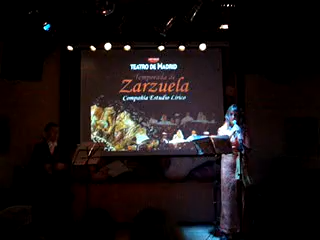 TEATRO DE MADRID
Temporada de
Zarzuela
Compañía Estudio Lírico